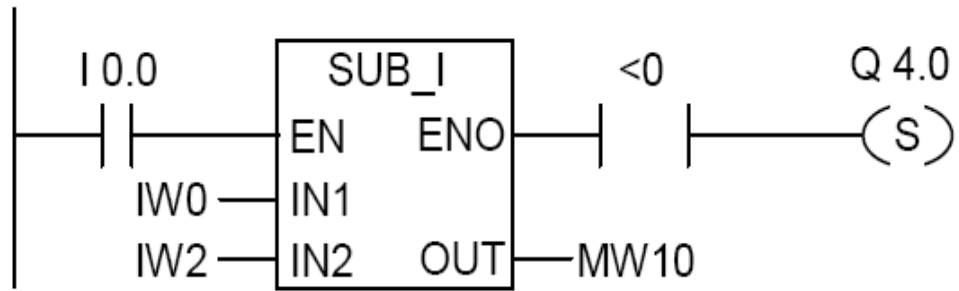 I 0.0 SUB_I <0 Q 4.0
EN ENO S
IW0 IN1
IW2 IN2 OUT MW10